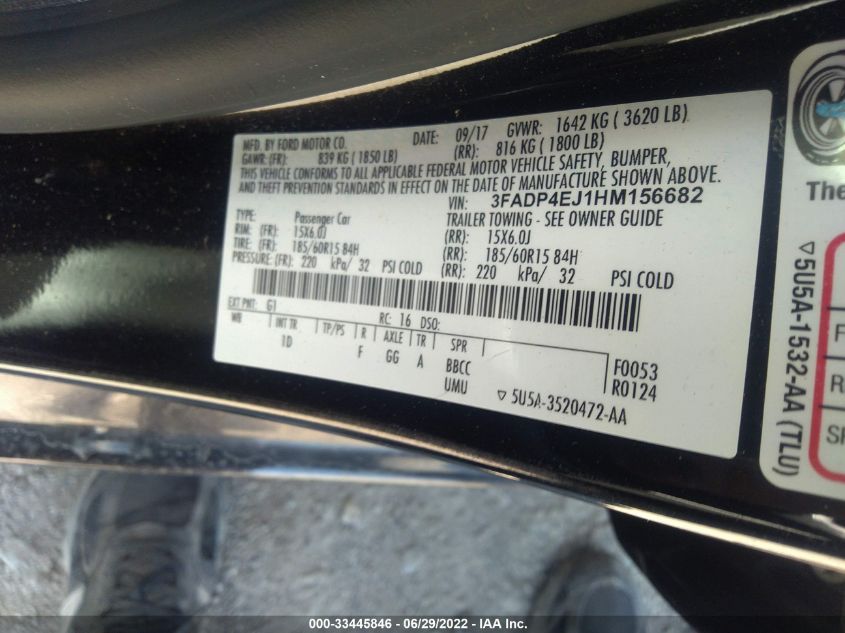 MFD. BY FORD MOTOR CO. DATE: 09/17 GVWR: 1642 KG ( 3620 LB)
GAWR: (FR): 839 KG ( 1850 LB) (RR): 816 KG ( 1800 LB)
THIS VEHICLE CONFORMS TO ALL APPLICABLE FEDERAL MOTOR VEHICLE SAFETY, BUMPER,
AND THEFT PREVENTION STANDARDS IN EFFECT ON THE DATE OF MANUFACTURE SHOWN ABOVE.
VIN: 3FADP4EJ1HM156682
TYPE: Passenger Car TRAILER TOWING - SEE OWNER GUIDE
RIM: (FR): 15X6.0J (RR): 15X6.0J
TIRE: (FR): 185/60R15 84H (RR): 185/60R15 84H
PRESSURE: (FR): 220 kPa/ 32 PSI COLD (RR): 220 kPa/ 32 PSI COLD
EXT PNT: G1 RC: 16 DSO:
WB INT TR TP/PS R AXLE TR SPR
1D F GG A BBCC F0053
UMU R0124
▽ 5U5A-3520472-AA
The
▽ 5U5A-1532-AA (TLU)
F
R
SP
000-33445846 - 06/29/2022 - IAA Inc.